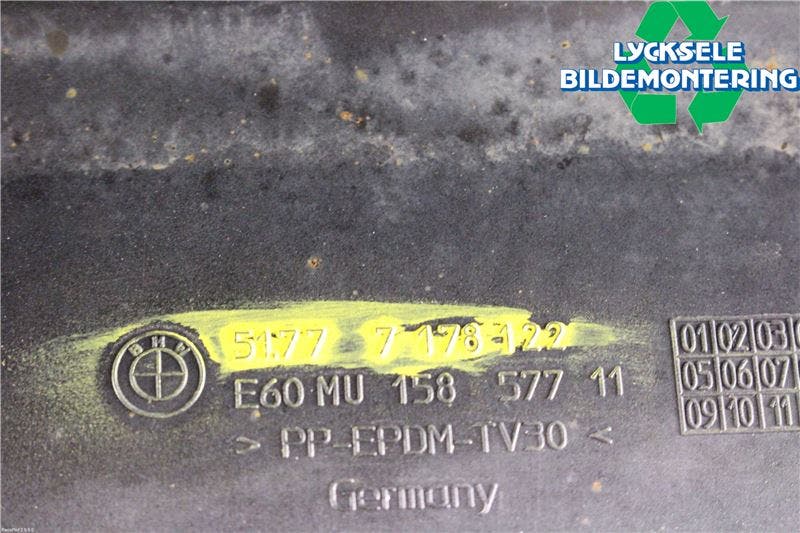 LYCKSELE
BILDEMONTERING
BMW
51.77 7 178 122
E60 MU 158 577 11
> PP-EPDM-TV30 <
Germany
01 02 03
05 06 07
09 10 11